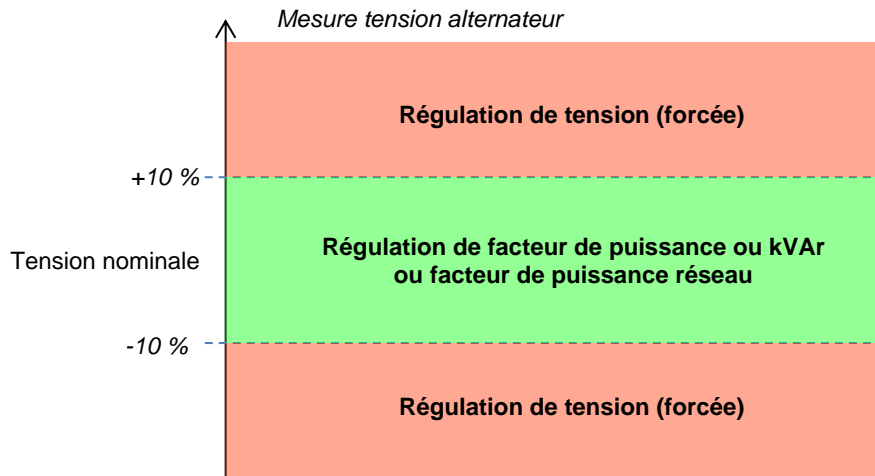 Mesure tension alternateur
Régulation de tension (forcée)
+10 %
Régulation de facteur de puissance ou kVAr
ou facteur de puissance réseau
Tension nominale
-10 %
Régulation de tension (forcée)